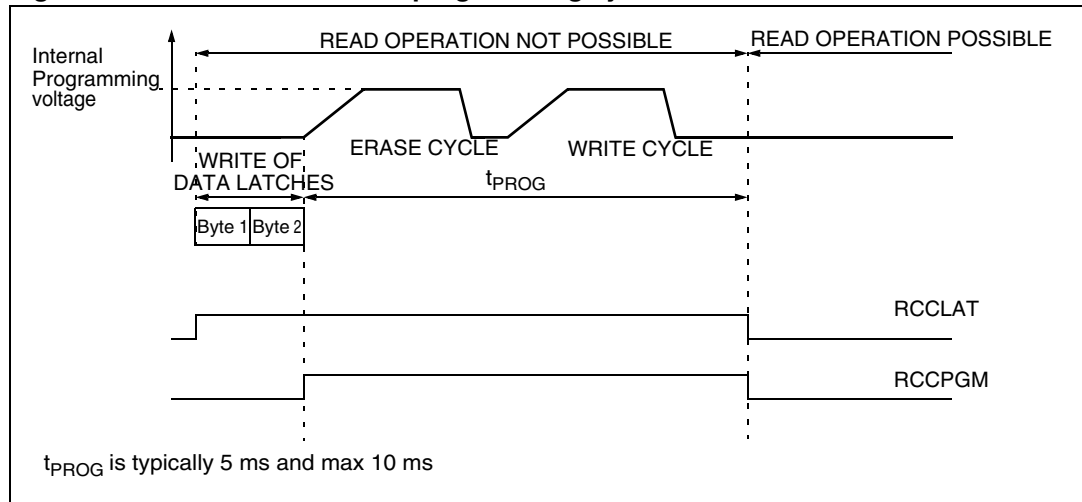 READ OPERATION NOT POSSIBLE
READ OPERATION POSSIBLE
Internal
Programming
voltage
ERASE CYCLE
WRITE CYCLE
WRITE OF
DATA LATCHES
tPROG
Byte 1
Byte 2
RCCLAT
RCCPGM
tPROG is typically 5 ms and max 10 ms